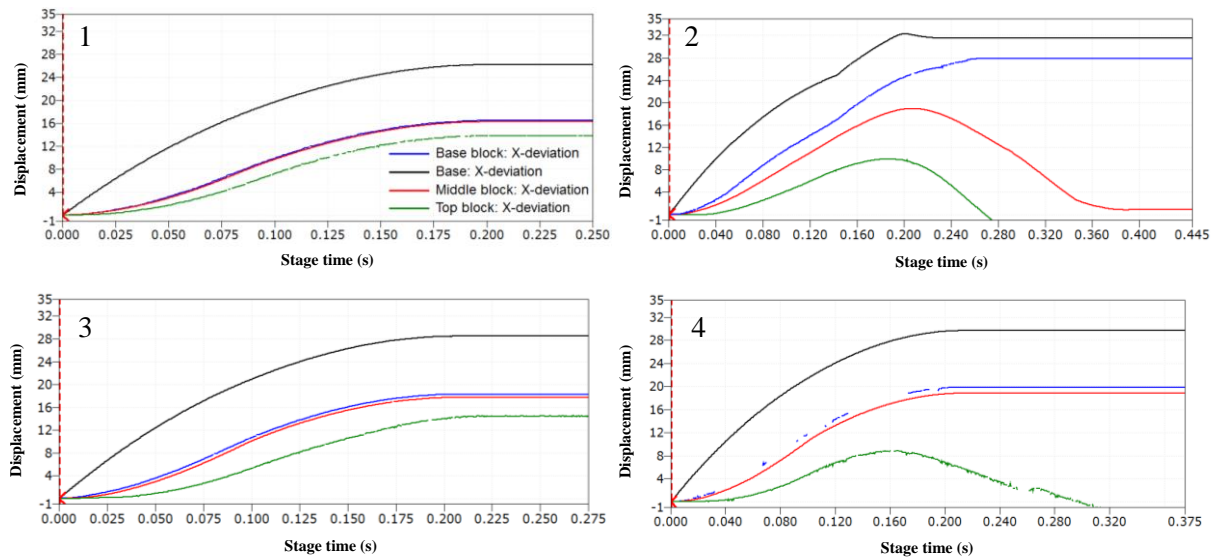 1
Displacement (mm)
35
32
28
24
20
16
12
8
4
-1
Base block: X-deviation
Base: X-deviation
Middle block: X-deviation
Top block: X-deviation
0.000 0.025 0.050 0.075 0.100 0.125 0.150 0.175 0.200 0.225 0.250
Stage time (s)
2
Displacement (mm)
35
32
28
24
20
16
12
8
4
-1
0.000 0.040 0.080 0.120 0.160 0.200 0.240 0.280 0.320 0.360 0.400 0.445
Stage time (s)
3
Displacement (mm)
35
32
28
24
20
16
12
8
4
-1
0.000 0.025 0.050 0.075 0.100 0.125 0.150 0.175 0.200 0.225 0.250 0.275
Stage time (s)
4
Displacement (mm)
35
32
28
24
20
16
12
8
4
-1
0.000 0.040 0.080 0.120 0.160 0.200 0.240 0.280 0.320 0.375
Stage time (s)